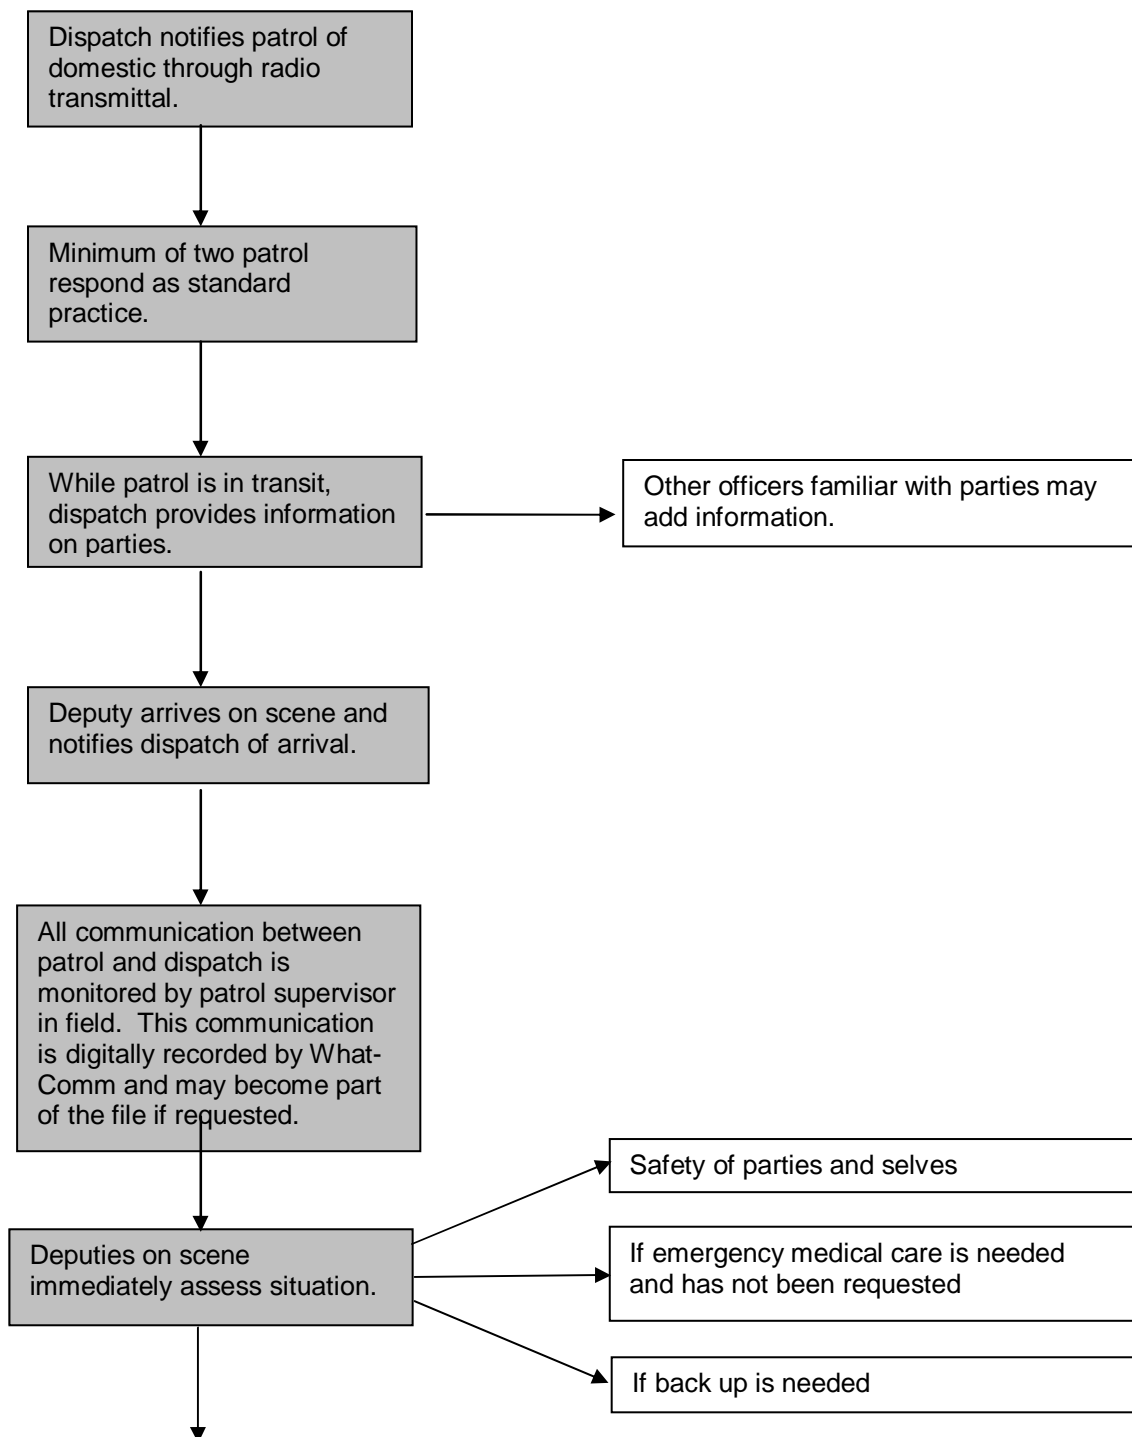 Dispatch notifies patrol of
domestic through radio
transmittal.
Minimum of two patrol
respond as standard
practice.
While patrol is in transit,
dispatch provides information
on parties.
Other officers familiar with parties may
add information.
Deputy arrives on scene and
notifies dispatch of arrival.
All communication between
patrol and dispatch is
monitored by patrol supervisor
in field.  This communication
is digitally recorded by What-
Comm and may become part
of the file if requested.
Deputies on scene
immediately assess situation.
Safety of parties and selves
If emergency medical care is needed
and has not been requested
If back up is needed